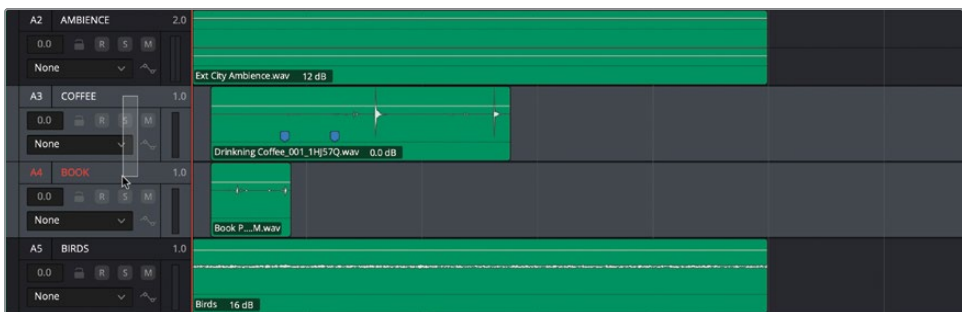 A2 AMBIENCE 2.0
0.0 R S M
None
Ext City Ambience.wav 12 dB
A3 COFFEE 1.0
0.0 R S M
None
Drinkning Coffee_001_1HJ57Q.wav 0.0 dB
A4 BOOK 1.0
0.0 R S M
None
Book P....M.wav
A5 BIRDS 1.0
0.0 R S M
None
Birds 16 dB